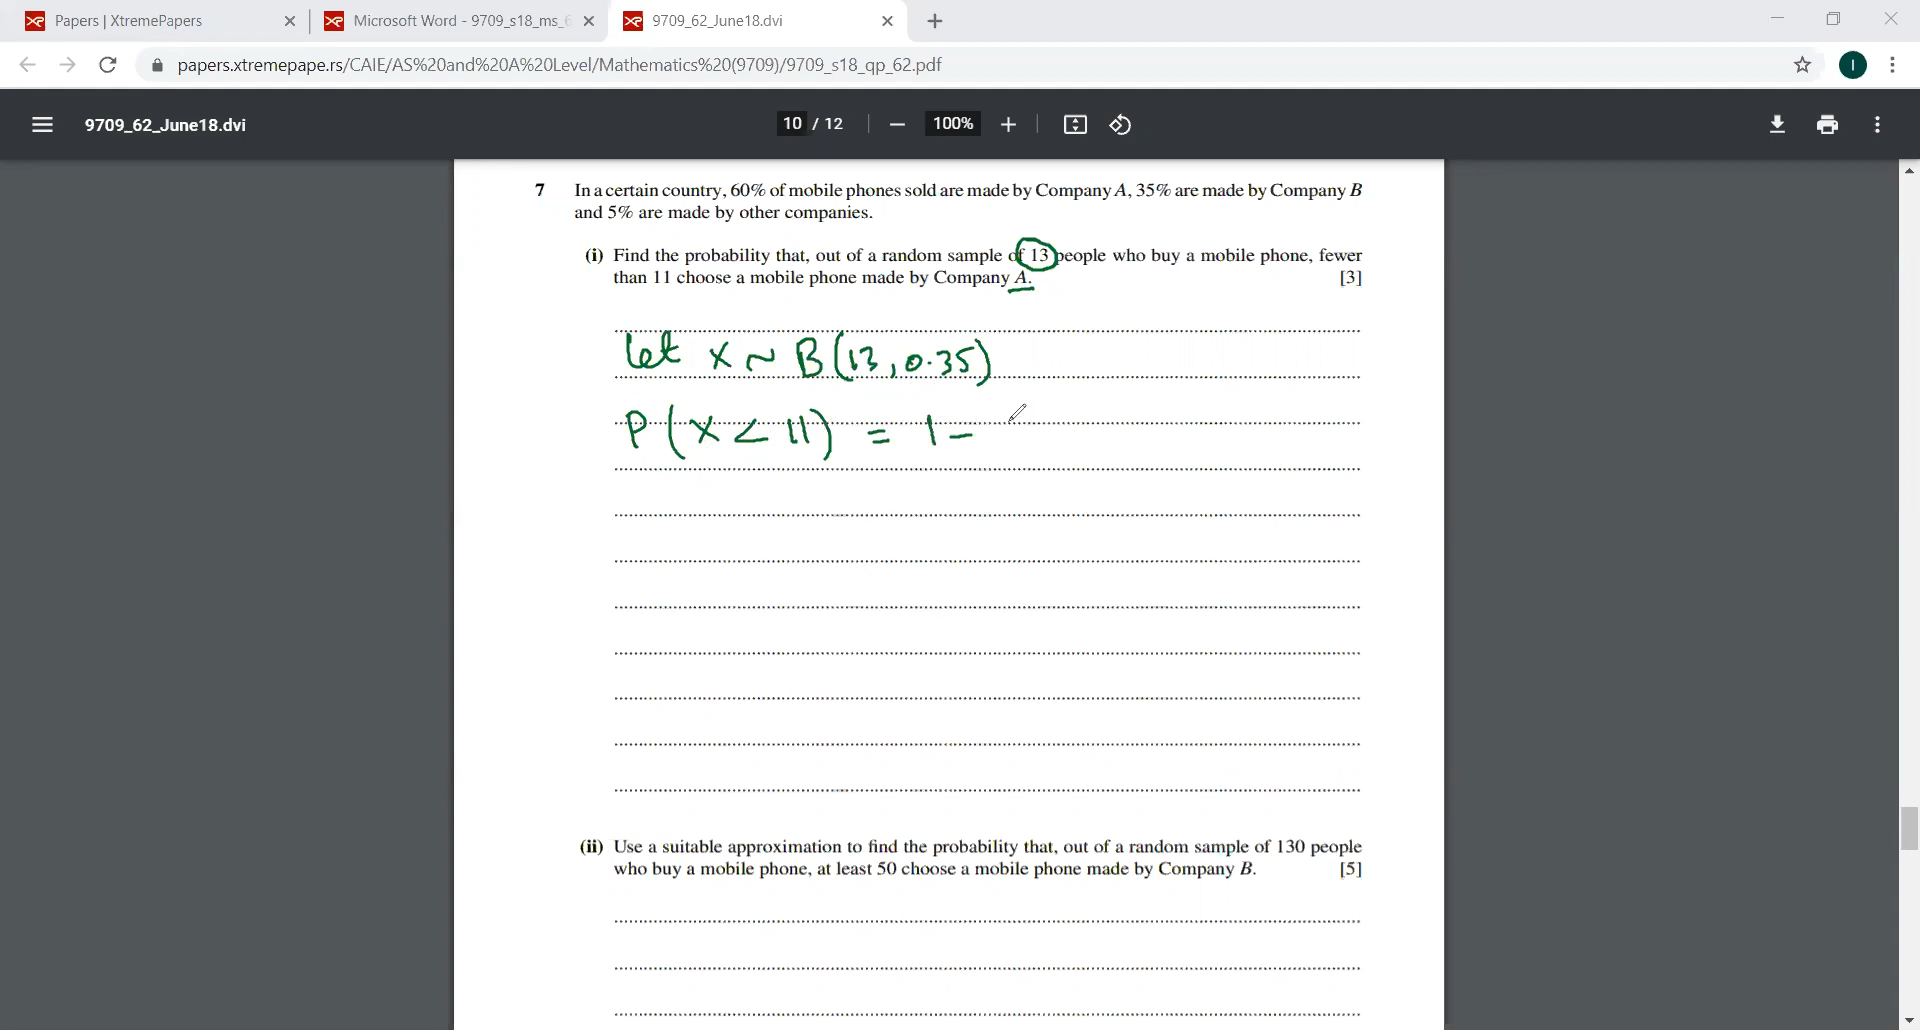 Papers | XtremePapers
Microsoft Word - 9709_s18_ms_6
9709_62_June18.dvi
papers.xtremepape.rs/CAIE/AS%20and%20A%20Level/Mathematics%20(9709)/9709_s18_qp_62.pdf
I
9709_62_June18.dvi
10 / 12
100%
7 In a certain country, 60% of mobile phones sold are made by Company A, 35% are made by Company B
and 5% are made by other companies.
(i) Find the probability that, out of a random sample of 13 people who buy a mobile phone, fewer
than 11 choose a mobile phone made by Company A. [3]
let X ~ B(13, 0.35)
P(X < 11) = 1 -
(ii) Use a suitable approximation to find the probability that, out of a random sample of 130 people
who buy a mobile phone, at least 50 choose a mobile phone made by Company B. [5]